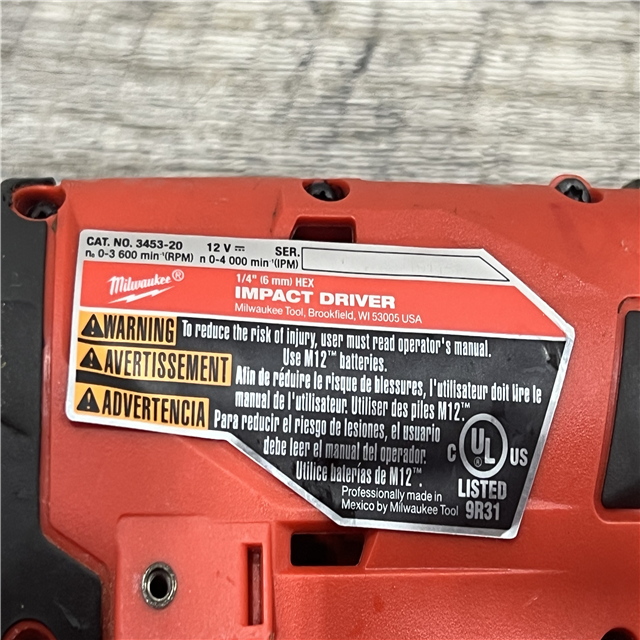 CAT. NO. 3453-20 12 V ⎓ SER.
n₀ 0-3 600 min⁻¹(RPM) n 0-4 000 min⁻¹(IPM)
Milwaukee®
1/4" (6 mm) HEX
IMPACT DRIVER
Milwaukee Tool, Brookfield, WI 53005 USA
WARNING
AVERTISSEMENT
ADVERTENCIA
To reduce the risk of injury, user must read operator's manual.
Use M12™ batteries.
Afin de réduire le risque de blessures, l'utilisateur doit lire le
manual de l'utilisateur. Utiliser des piles M12™
Para reducir el riesgo de lesiones, el usuario
debe leer el manual del operador.
Utilice baterías de M12™.
Professionally made in
Mexico by Milwaukee Tool
C UL US
LISTED
9R31